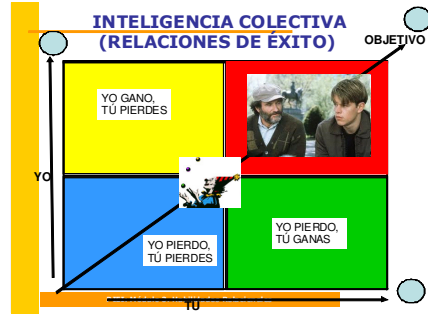 INTELIGENCIA COLECTIVA
(RELACIONES DE ÉXITO)
OBJETIVO
YO GANO,
TÚ PIERDES
YO
YO PIERDO,
TÚ PIERDES
YO PIERDO,
TÚ GANAS
TU